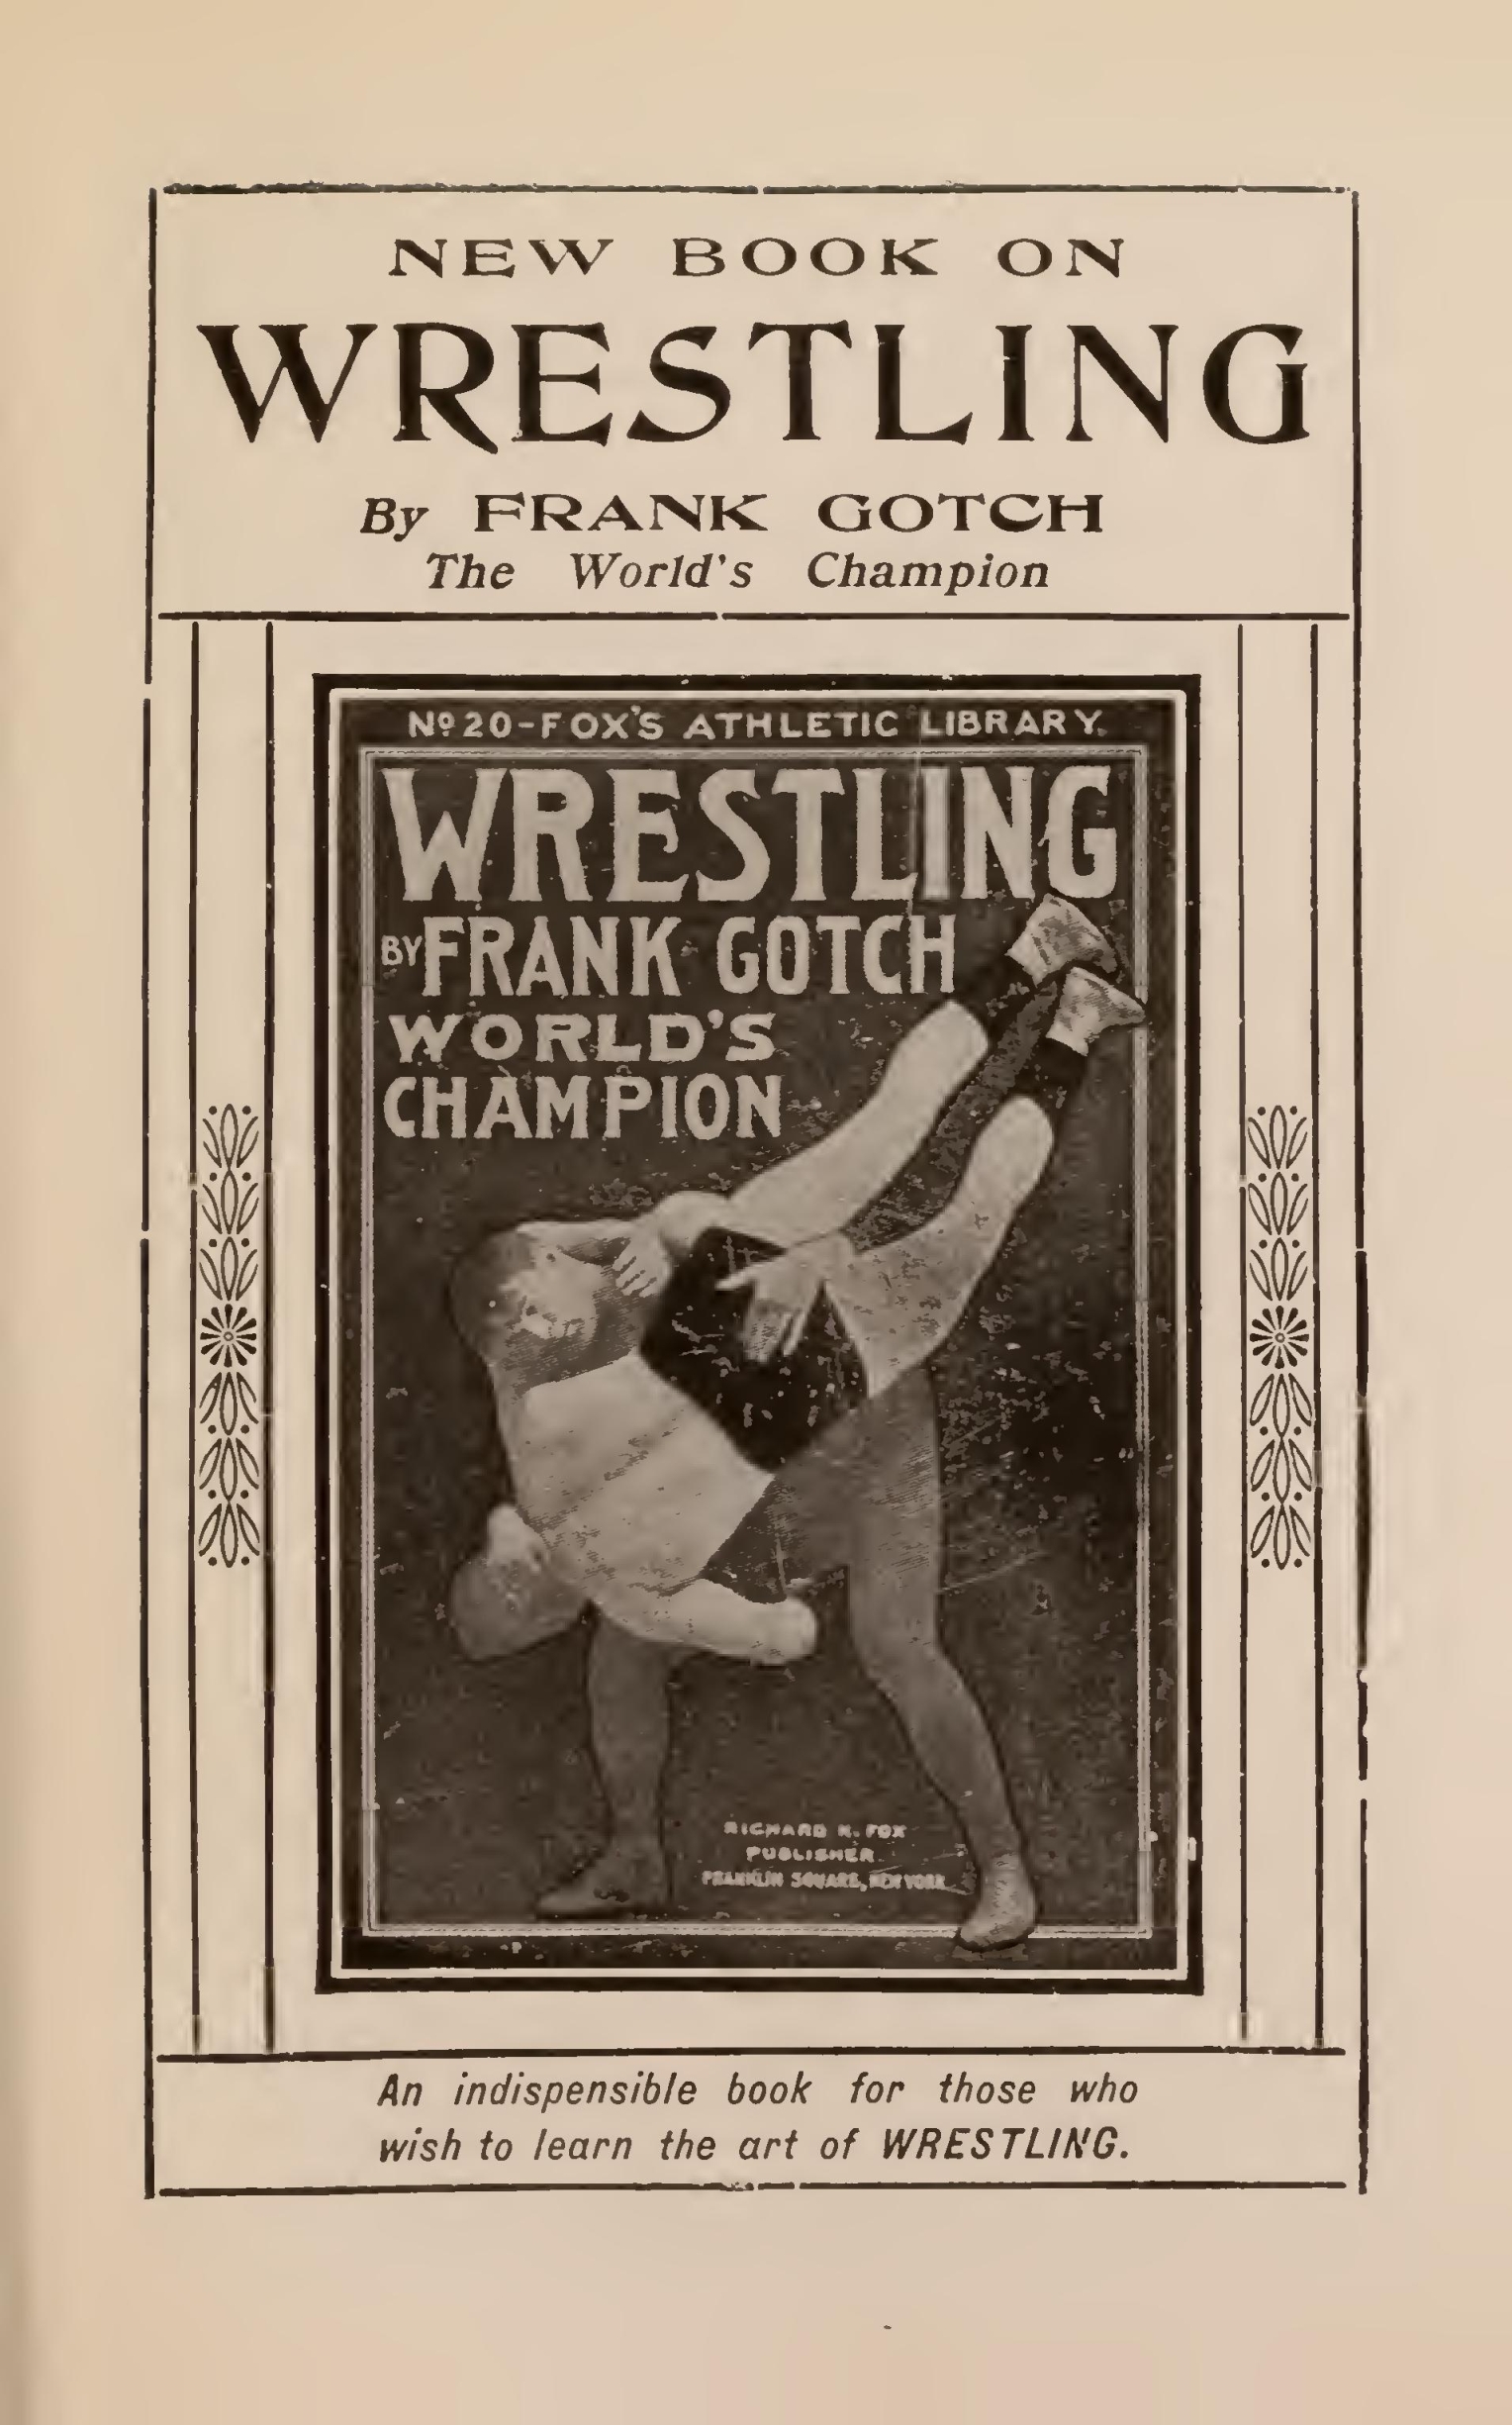 NEW BOOK ON
WRESTLING
By FRANK GOTCH
The World's Champion
Nº 20-FOX'S ATHLETIC LIBRARY.
WRESTLING
BY FRANK GOTCH
WORLD'S
CHAMPION
RICHARD K. FOX
PUBLISHER
FRANKLIN SQUARE, NEW YORK
An indispensible book for those who
wish to learn the art of WRESTLING.